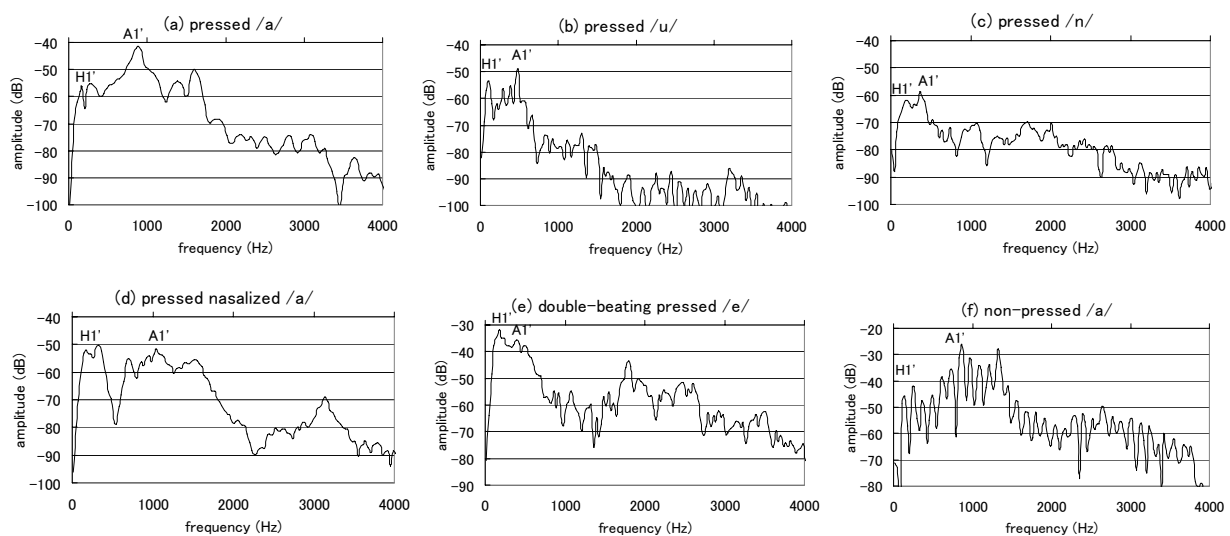 (a) pressed /a/
A1'
H1'
amplitude (dB)
-40
-50
-60
-70
-80
-90
-100
0 1000 2000 3000 4000
frequency (Hz)
(b) pressed /u/
H1' A1'
amplitude (dB)
-40
-50
-60
-70
-80
-90
-100
0 1000 2000 3000 4000
frequency (Hz)
(c) pressed /n/
H1' A1'
amplitude (dB)
-40
-50
-60
-70
-80
-90
-100
0 1000 2000 3000 4000
frequency (Hz)
(d) pressed nasalized /a/
H1' A1'
amplitude (dB)
-40
-50
-60
-70
-80
-90
-100
0 1000 2000 3000 4000
frequency (Hz)
(e) double-beating pressed /e/
H1'
A1'
amplitude (dB)
-30
-40
-50
-60
-70
-80
-90
0 1000 2000 3000 4000
frequency (Hz)
(f) non-pressed /a/
A1'
H1'
amplitude (dB)
-20
-30
-40
-50
-60
-70
-80
0 1000 2000 3000 4000
frequency (Hz)